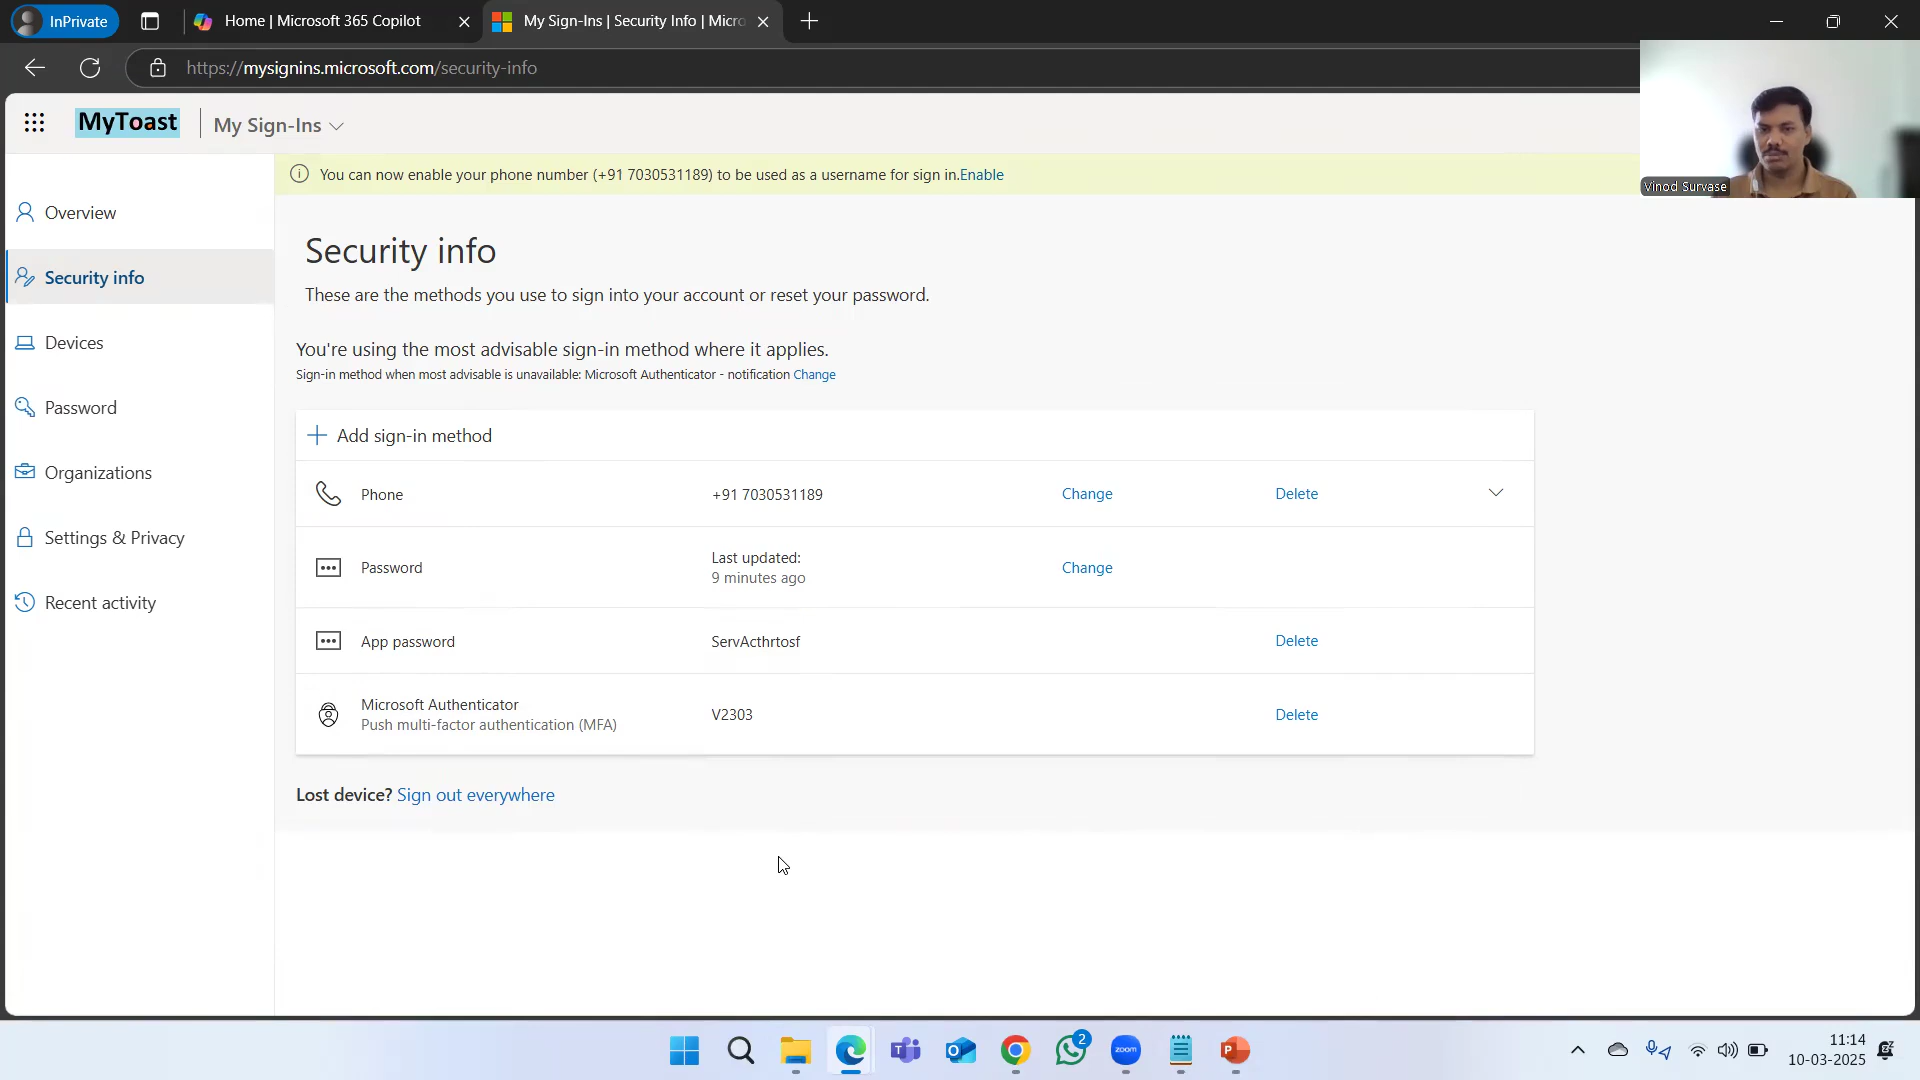 InPrivate
Home | Microsoft 365 Copilot
My Sign-Ins | Security Info | Micro
https://mysignins.microsoft.com/security-info
MyToast
My Sign-Ins
Vinod Survase
You can now enable your phone number (+91 7030531189) to be used as a username for sign in.Enable
Overview
Security info
Devices
Password
Organizations
Settings & Privacy
Recent activity
Security info
These are the methods you use to sign into your account or reset your password.
You're using the most advisable sign-in method where it applies.
Sign-in method when most advisable is unavailable: Microsoft Authenticator - notification Change
Add sign-in method
Phone +91 7030531189 Change Delete
Password Last updated: 9 minutes ago Change
App password ServActhrtosf Delete
Microsoft Authenticator
Push multi-factor authentication (MFA) V2303 Delete
Lost device? Sign out everywhere
2
zoom
11:14
10-03-2025